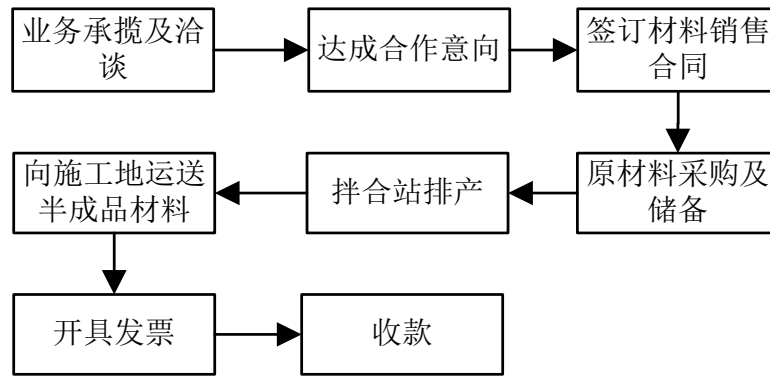 业务承揽及洽
谈
达成合作意向
签订材料销售
合同
原材料采购及
储备
拌合站排产
向施工地运送
半成品材料
开具发票
收款